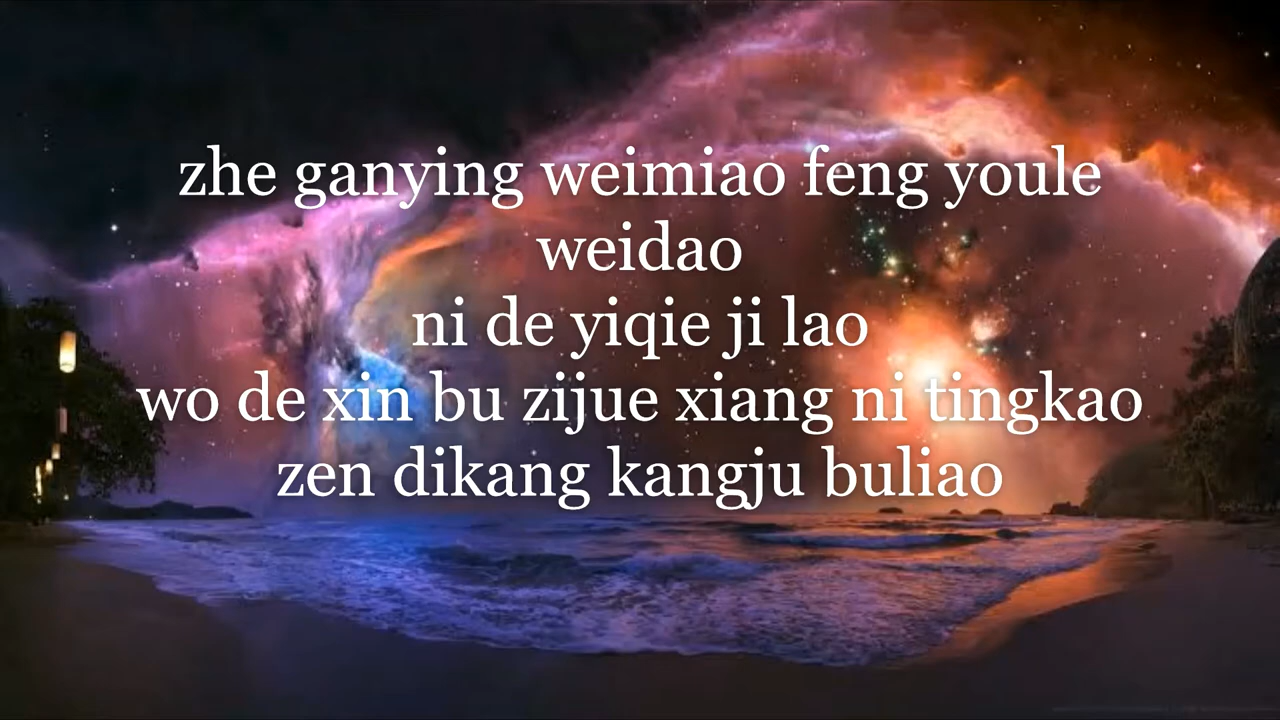 zhe ganying weimiao feng youle
weidao
ni de yiqie ji lao
wo de xin bu zijue xiang ni tingkao
zen dikang kangju buliao